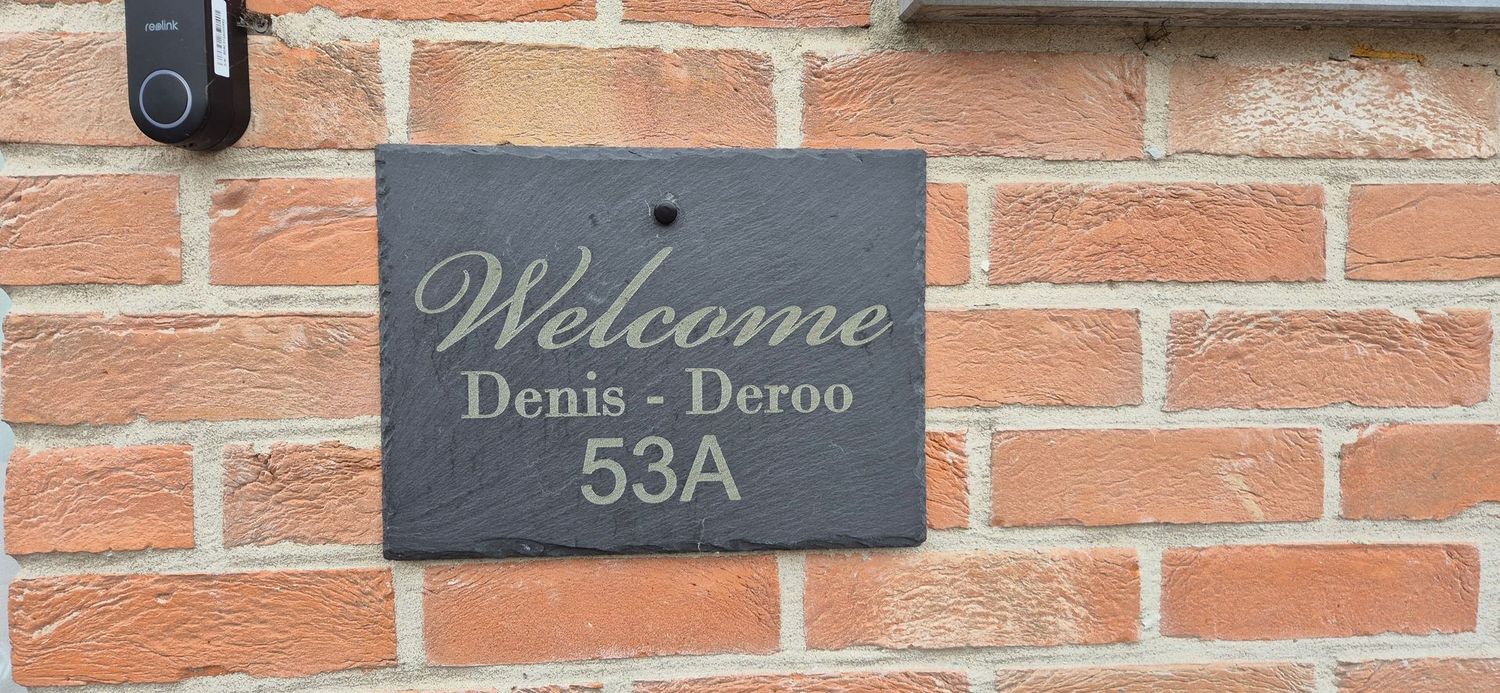 reolink
Welcome
Denis - Deroo
53A